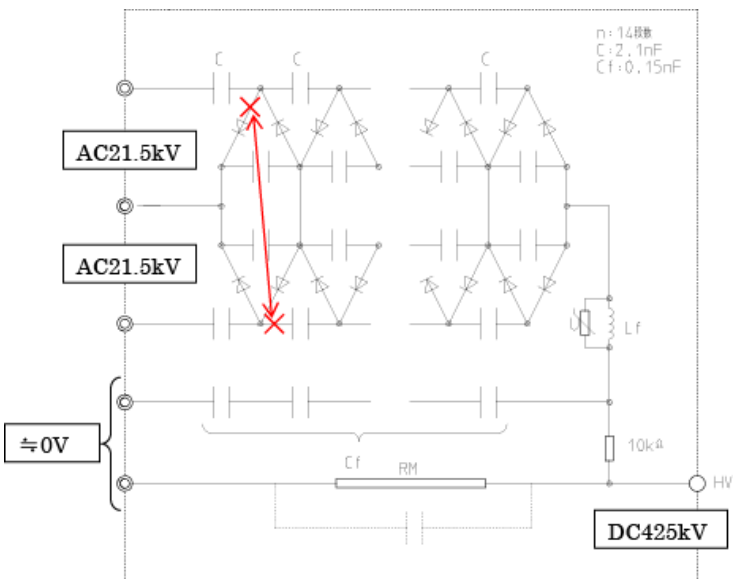 n:14段数
C:2.1nF
Cf:0.15nF
C
C
C
AC21.5kV
AC21.5kV
Lf
≒0V
10kΩ
Cf
RM
HV
DC425kV